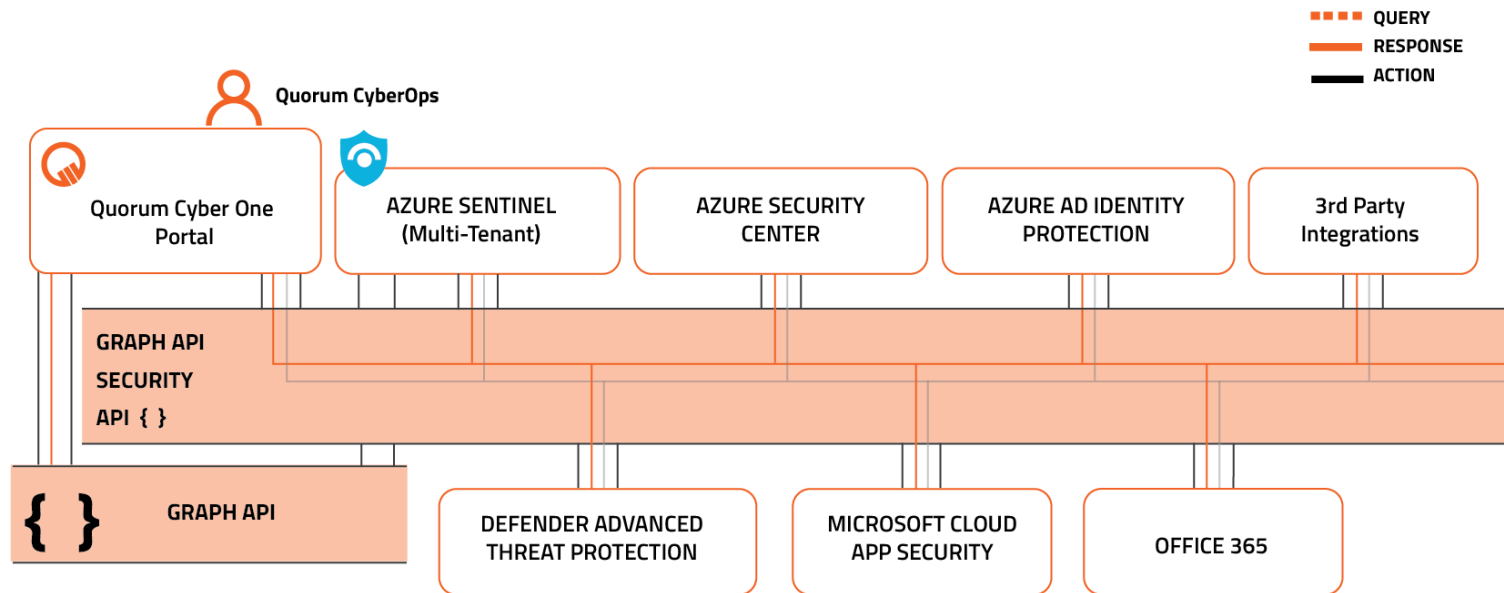 QUERY
RESPONSE
ACTION
Quorum CyberOps
Quorum Cyber One
Portal
AZURE SENTINEL
(Multi-Tenant)
AZURE SECURITY
CENTER
AZURE AD IDENTITY
PROTECTION
3rd Party
Integrations
GRAPH API
SECURITY
API { }
{ }
GRAPH API
DEFENDER ADVANCED
THREAT PROTECTION
MICROSOFT CLOUD
APP SECURITY
OFFICE 365